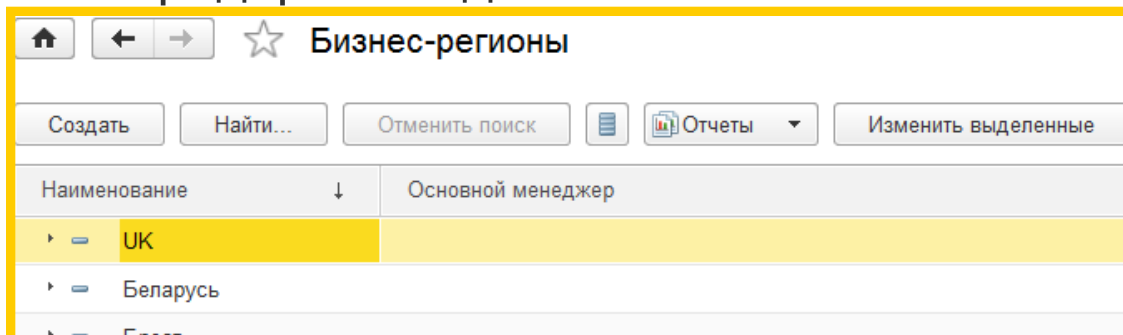 Бизнес-регионы
Создать Найти... Отменить поиск Отчеты Изменить выделенные
Наименование ↓ Основной менеджер
UK
Беларусь